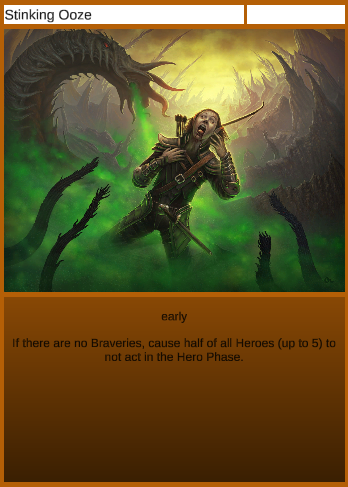 Stinking Ooze
early
If there are no Braveries, cause half of all Heroes (up to 5) to
not act in the Hero Phase.